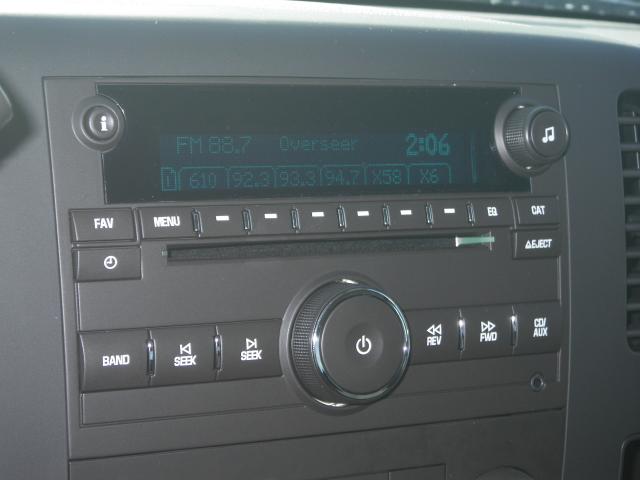 i
FM 88.7 Overseer 2:06
1 610 92.3 93.3 94.7 X58 X6
FAV MENU EQ CAT
EJECT
BAND SEEK SEEK REV FWD CD/
AUX